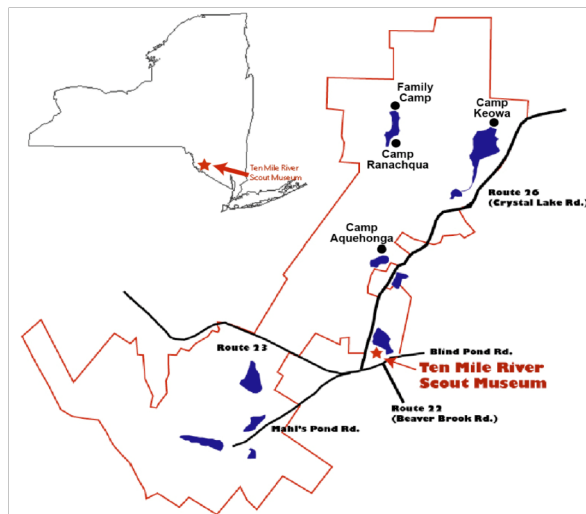 Family
Camp
Camp
Keowa
Camp
Ranachqua
Ten Mile River
Scout Museum
Route 26
(Crystal Lake Rd.)
Camp
Aquehonga
Route 23
Blind Pond Rd.
Ten Mile River
Scout Museum
Route 22
(Beaver Brook Rd.)
Mahl's Pond Rd.